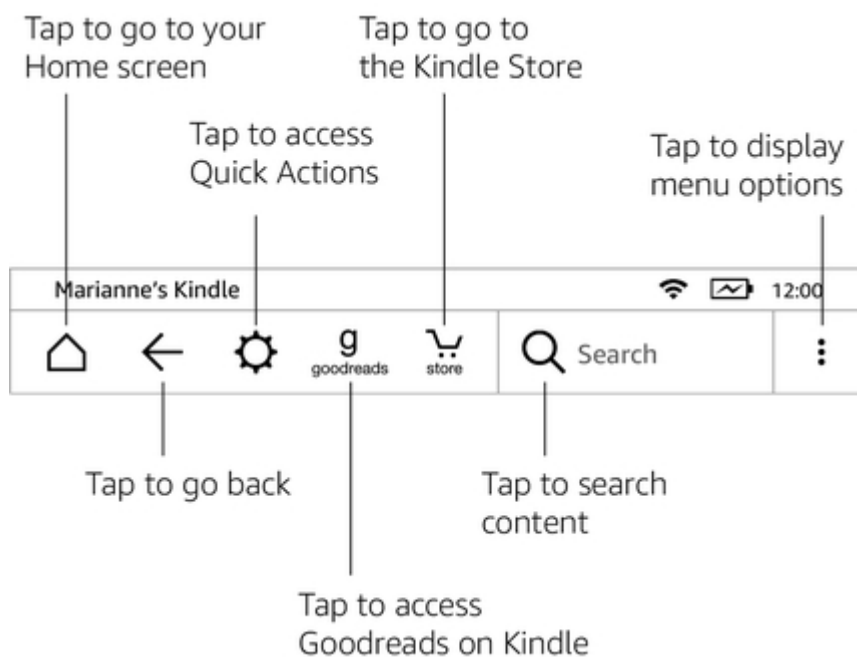 Tap to go to your
Home screen
Tap to go to
the Kindle Store
Tap to access
Quick Actions
Tap to display
menu options
Marianne's Kindle
12:00
g
goodreads
store
Search
Tap to go back
Tap to search
content
Tap to access
Goodreads on Kindle